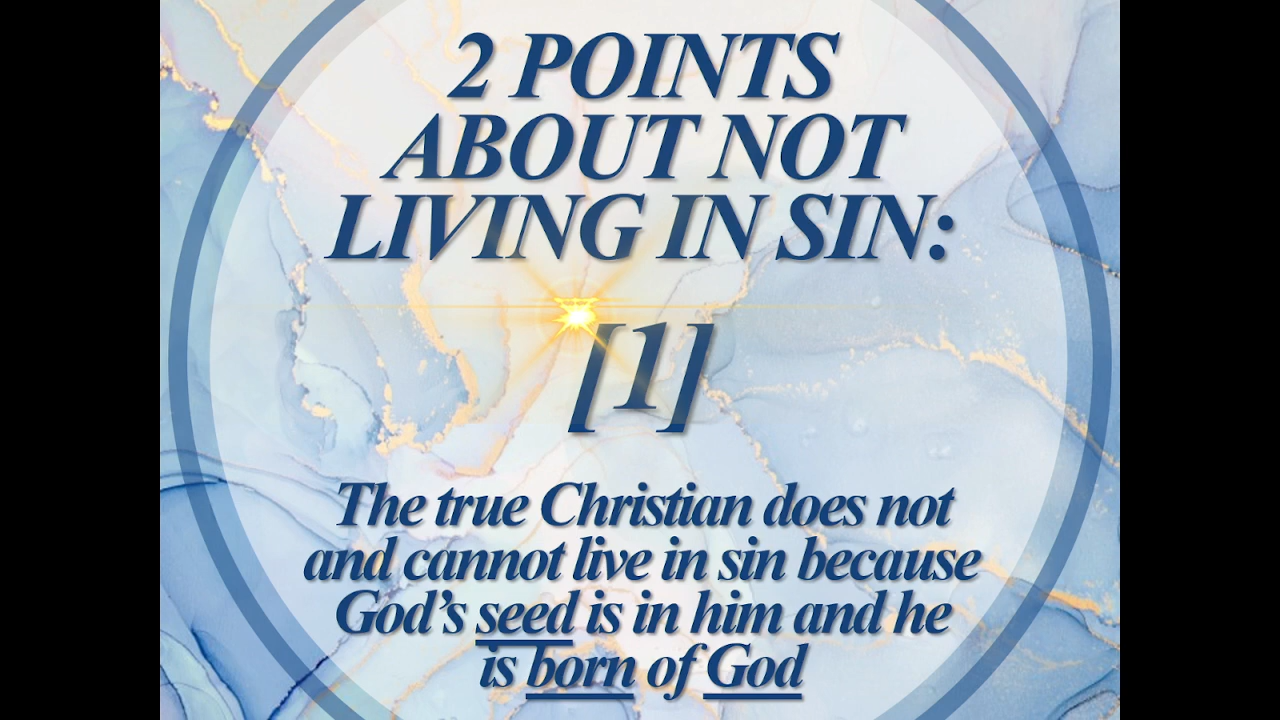 2 POINTS
ABOUT NOT
LIVING IN SIN:
[1]
The true Christian does not
and cannot live in sin because
God’s seed is in him and he
is born of God